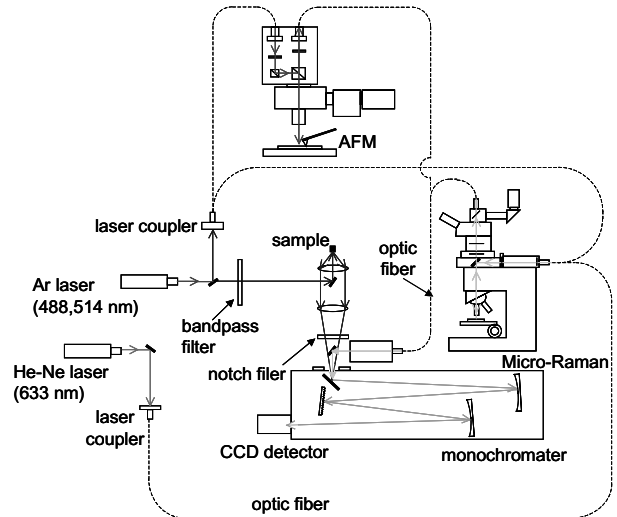 AFM
laser coupler
sample
optic
fiber
Ar laser
(488,514 nm)
bandpass
filter
Micro-Raman
He-Ne laser
(633 nm)
notch filer
laser
coupler
CCD detector
monochromater
optic fiber